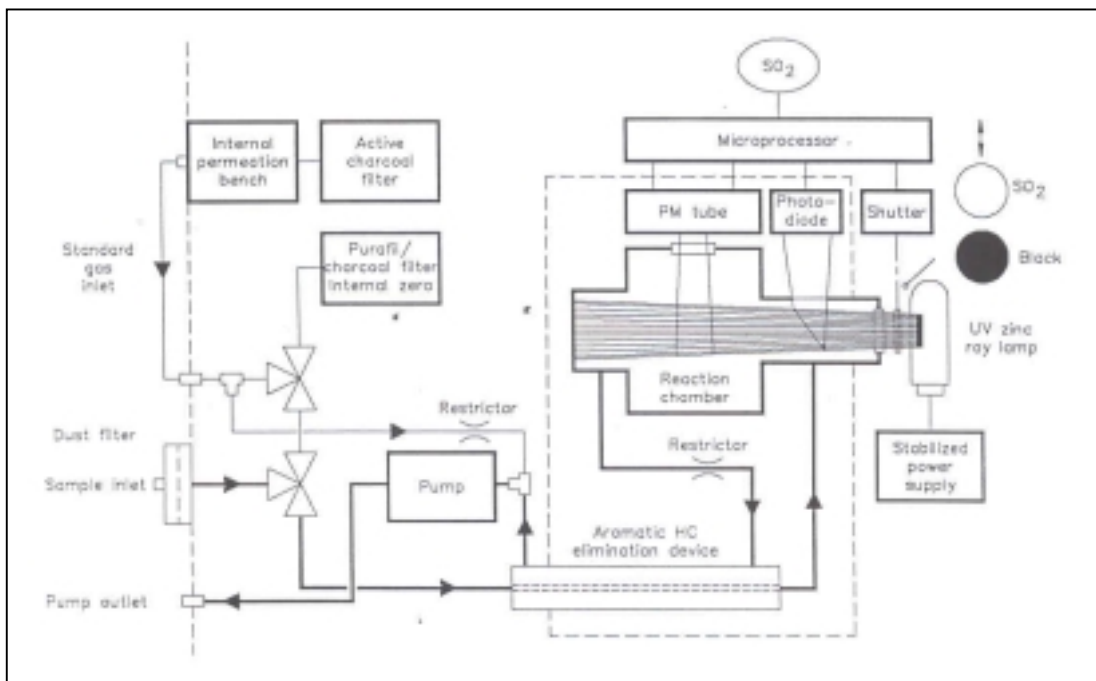 SO2
Microprocessor
Internal
permeation
bench
Active
charcoal
filter
PM tube
Photo-
diode
Shutter
SO2
Black
Purafil/
charcoal filter
Internal zero
Standard
gas
inlet
UV zinc
ray lamp
Reaction
chamber
Restrictor
Dust filter
Restrictor
Sample inlet
Pump
Stabilized
power
supply
Aromatic HC
elimination device
Pump outlet